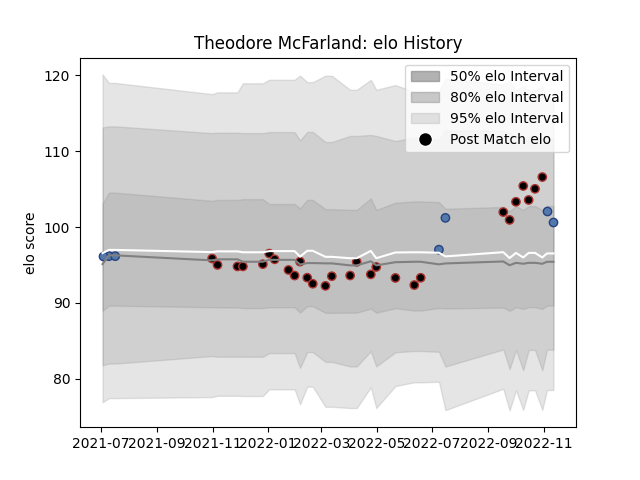 Theodore McFarland: elo History
50% elo Interval
80% elo Interval
95% elo Interval
Post Match elo
elo score
120
110
100
90
80
2021-07 2021-09 2021-11 2022-01 2022-03 2022-05 2022-07 2022-09 2022-11